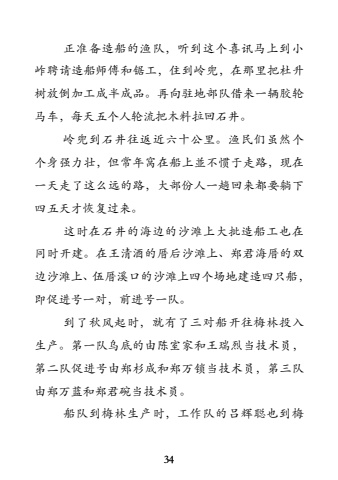 正准备造船的渔队，听到这个喜讯马上到小
岞聘请造船师傅和锯工，住到岭兜，在那里把杜升
树放倒加工成半成品。再向驻地部队借来一辆胶轮
马车，每天五个人轮流把木料拉回石井。
岭兜到石井往返近六十公里。渔民们虽然个
个身强力壮，但常年窝在船上並不惯于走路，现在
一天走了这么远的路，大部份人一趟回来都要躺下
四五天才恢复过来。
这时在石井的海边的沙滩上大批造船工也在
同时开建。在王清酒的厝后沙滩上、郑君海厝的双
边沙滩上、伍厝溪口的沙滩上四个场地建造四只船，
即促进号一对，前进号一队。
到了秋风起时，就有了三对船开往梅林投入
生产。第一队乌底的由陈室家和王瑞烈当技术员，
第二队促进号由郑杉成和郑万锁当技术员，第三队
由郑万蓝和郑君碗当技术员。
船队到梅林生产时，工作队的吕辉聪也到梅
34